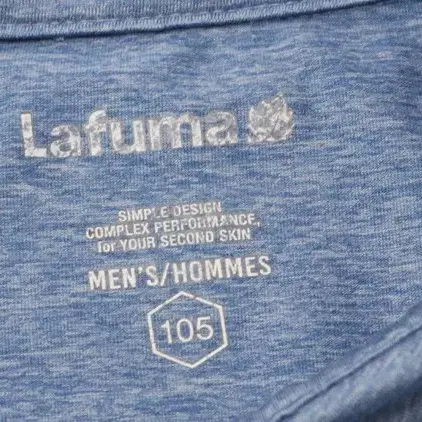 Lafuma
SIMPLE DESIGN
COMPLEX PERFORMANCE,
for YOUR SECOND SKIN
MEN'S/HOMMES
105